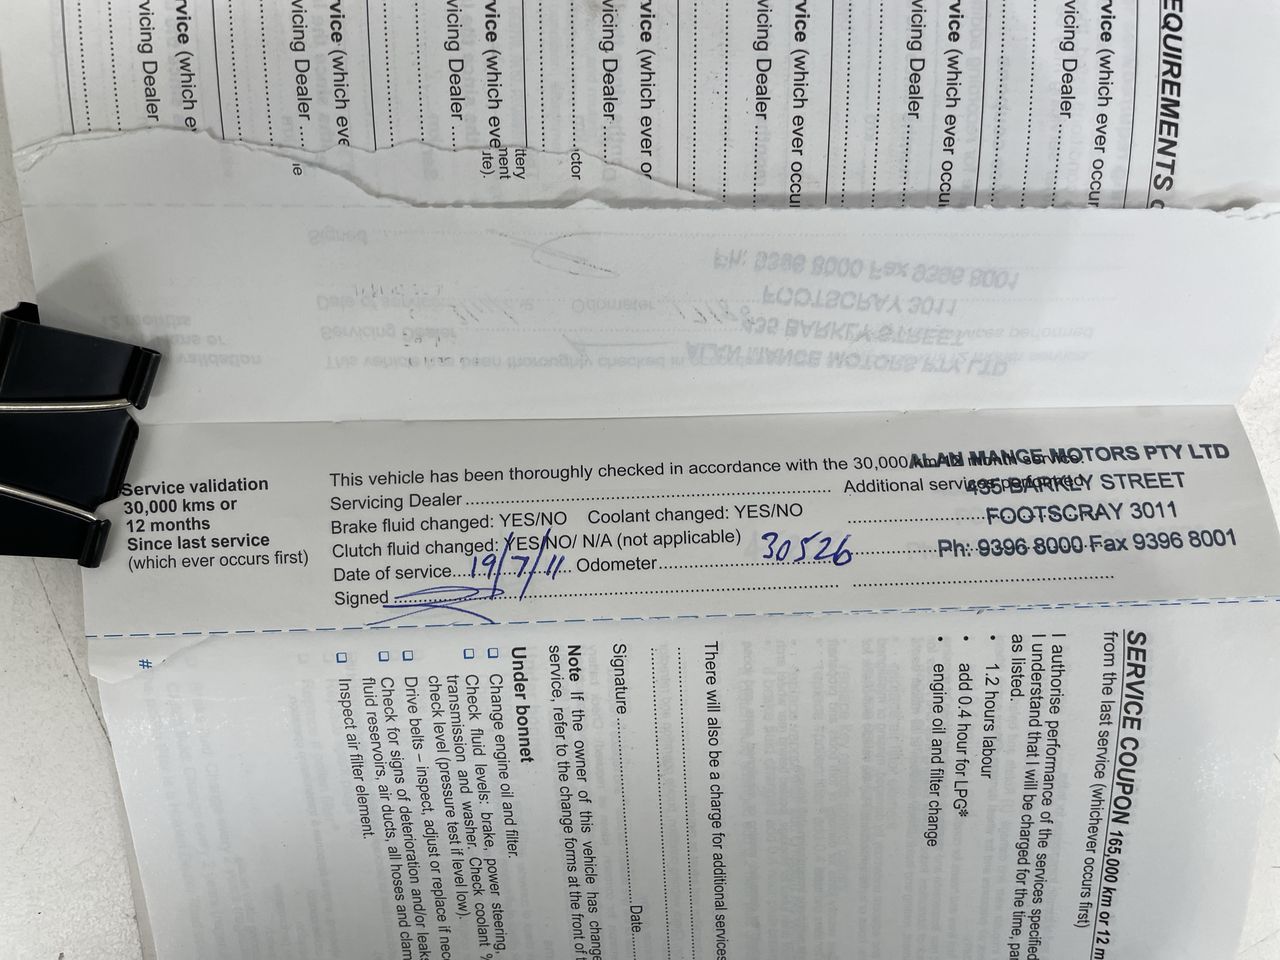 EQUIREMENTS
rvice (which ever occur
vicing Dealer
rvice (which ever occu
vicing Dealer
rvice (which ever occu
vicing Dealer
rvice (which ever o
vicing Dealer
rvice (which eve
vicing Dealer
rvice (which eve
vicing Dealer
rvice (which e
vicing Dealer
Service validation
30,000 kms or
12 months
Since last service
(which ever occurs first)
This vehicle has been thoroughly checked in accordance with the 30,000 km/12 month service.
Servicing Dealer Additional services performed
Brake fluid changed: YES/NO Coolant changed: YES/NO
Clutch fluid changed: YES/NO/ N/A (not applicable)
Date of service 19/7/11 Odometer 30526
Signed
ALAN MANCE MOTORS PTY LTD
435 BARKLY STREET
FOOTSCRAY 3011
Ph: 9396 8000 Fax 9396 8001
SERVICE COUPON 165,000 km or 12 m
from the last service (whichever occurs first)
I authorise performance of the services specified
I understand that I will be charged for the time, pa
as listed.
• 1.2 hours labour
• add 0.4 hour for LPG*
• engine oil and filter change
There will also be a charge for additional services
Signature Date
Note If the owner of this vehicle has change
service, refer to the change forms at the front of t
Under bonnet
Change engine oil and filter.
Check fluid levels: brake, power steering,
transmission and washer. Check coolant %
check level (pressure test if level low).
Drive belts – inspect, adjust or replace if nec
Check for signs of deterioration and/or leaks
fluid reservoirs, air ducts, all hoses and clam
Inspect air filter element.
#